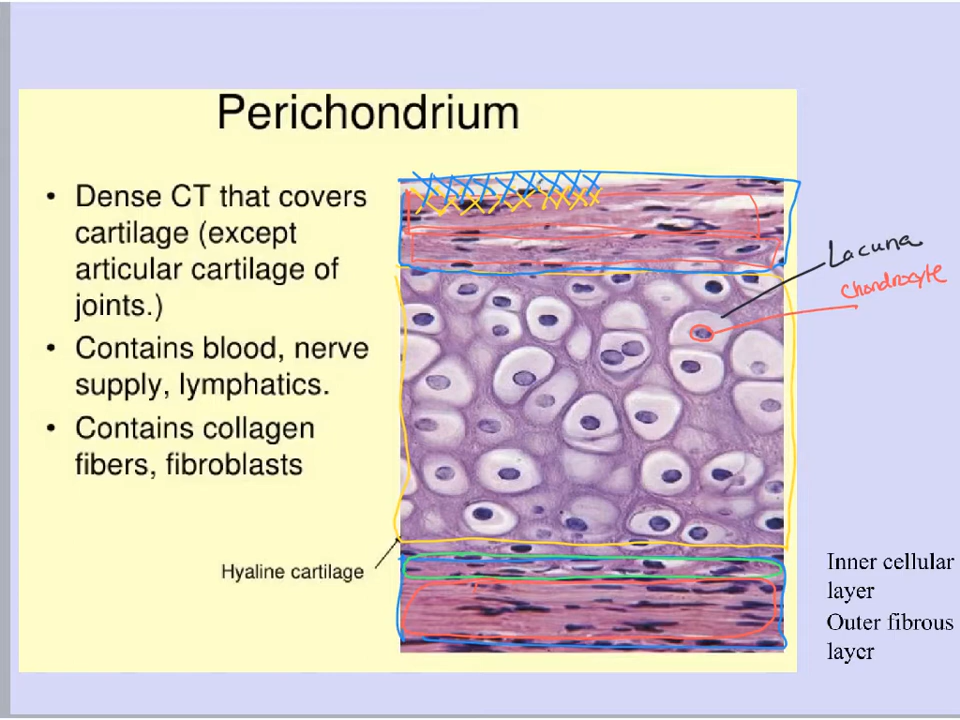 Perichondrium
• Dense CT that covers
cartilage (except
articular cartilage of
joints.)
• Contains blood, nerve
supply, lymphatics.
• Contains collagen
fibers, fibroblasts
Hyaline cartilage
Lacuna
Chondrocyte
Inner cellular
layer
Outer fibrous
layer